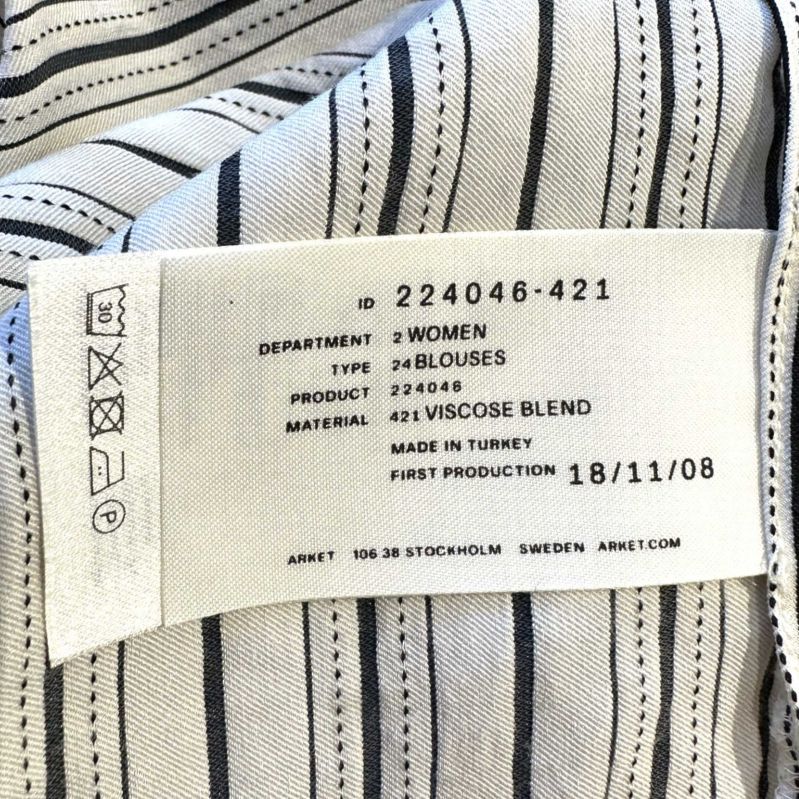 ID 224046-421
DEPARTMENT 2 WOMEN
TYPE 24 BLOUSES
PRODUCT 224046
MATERIAL 421 VISCOSE BLEND
MADE IN TURKEY
FIRST PRODUCTION 18/11/08
ARKET 106 38 STOCKHOLM SWEDEN ARKET.COM
30
P